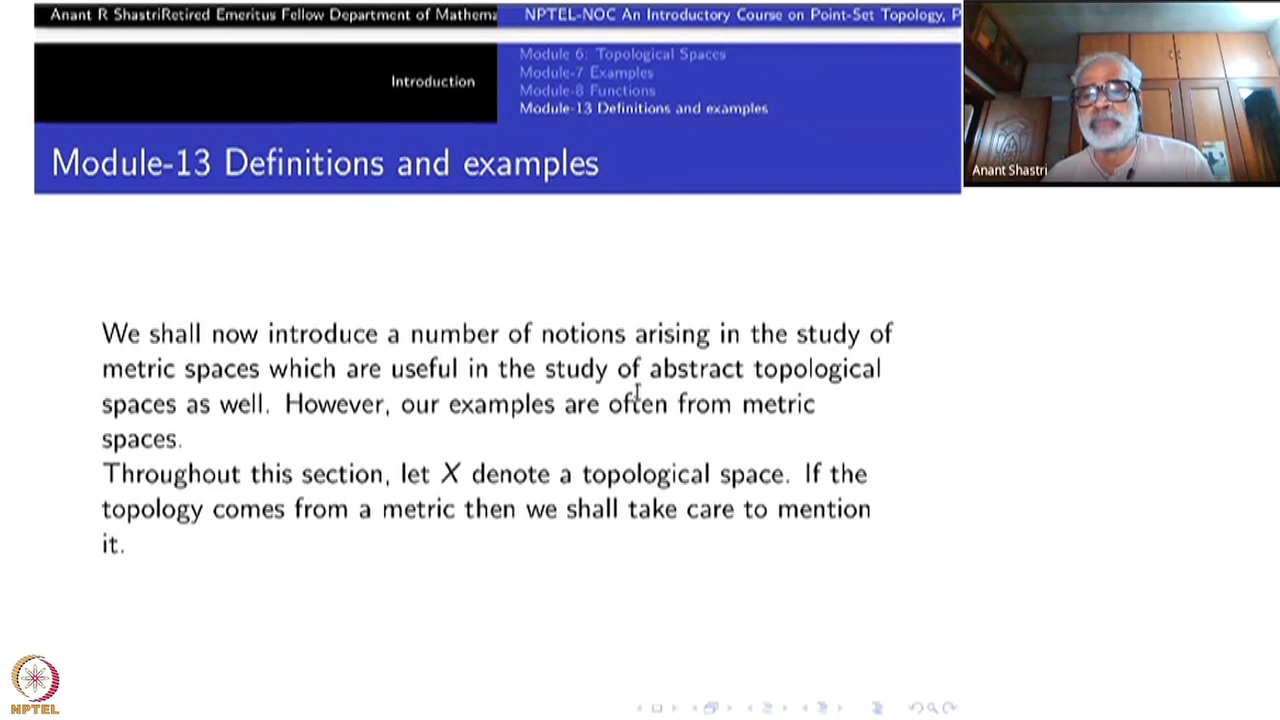 Anant R ShastriRetired Emeritus Fellow Department of Mathema
NPTEL-NOC An Introductory Course on Point-Set Topology, P
Introduction
Module 6: Topological Spaces
Module-7 Examples
Module-8 Functions
Module-13 Definitions and examples
Module-13 Definitions and examples
Anant Shastri
We shall now introduce a number of notions arising in the study of
metric spaces which are useful in the study of abstract topological
spaces as well. However, our examples are often from metric
spaces.
Throughout this section, let X denote a topological space. If the
topology comes from a metric then we shall take care to mention
it.
NPTEL